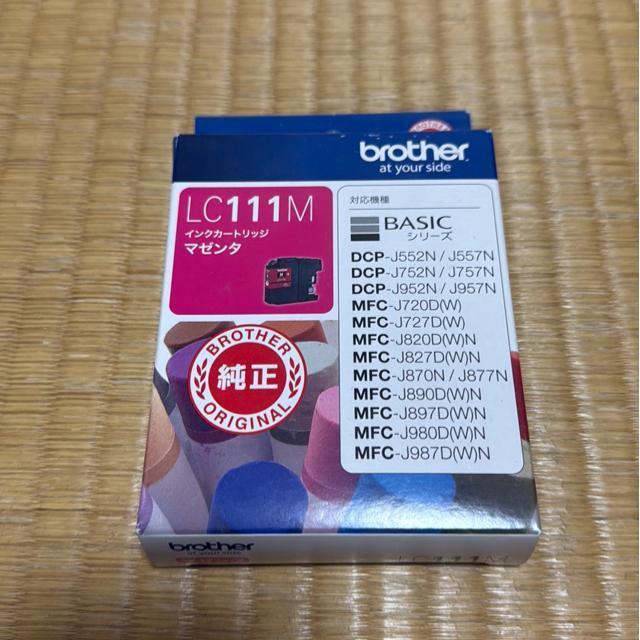 brother
at your side
LC111M
インクカートリッジ
マゼンタ
対応機種
BASIC
シリーズ
DCP-J552N / J557N
DCP-J752N / J757N
DCP-J952N / J957N
MFC-J720D(W)
MFC-J727D(W)
MFC-J820D(W)N
MFC-J827D(W)N
MFC-J870N / J877N
MFC-J890D(W)N
MFC-J897D(W)N
MFC-J980D(W)N
MFC-J987D(W)N
BROTHER
純正
ORIGINAL
brother
at your side
LC111M